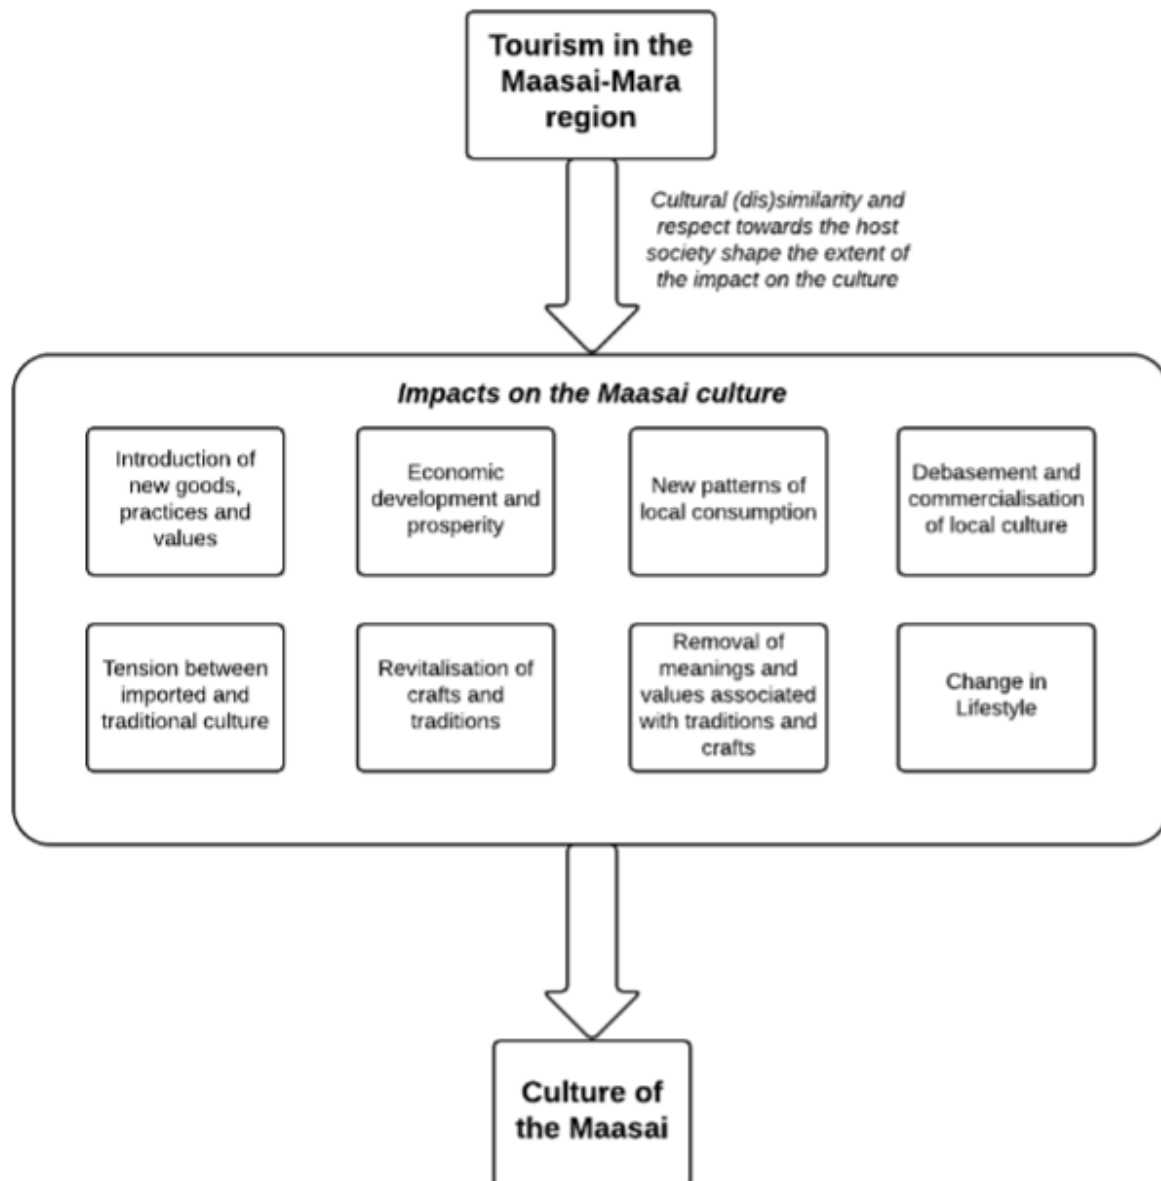 Tourism in the
Maasai-Mara
region
Cultural (dis)similarity and
respect towards the host
society shape the extent of
the impact on the culture
Impacts on the Maasai culture
Introduction of
new goods,
practices and
values
Economic
development and
prosperity
New patterns of
local consumption
Debasement and
commercialisation
of local culture
Tension between
imported and
traditional culture
Revitalisation of
crafts and
traditions
Removal of
meanings and
values associated
with traditions and
crafts
Change in
Lifestyle
Culture of
the Maasai